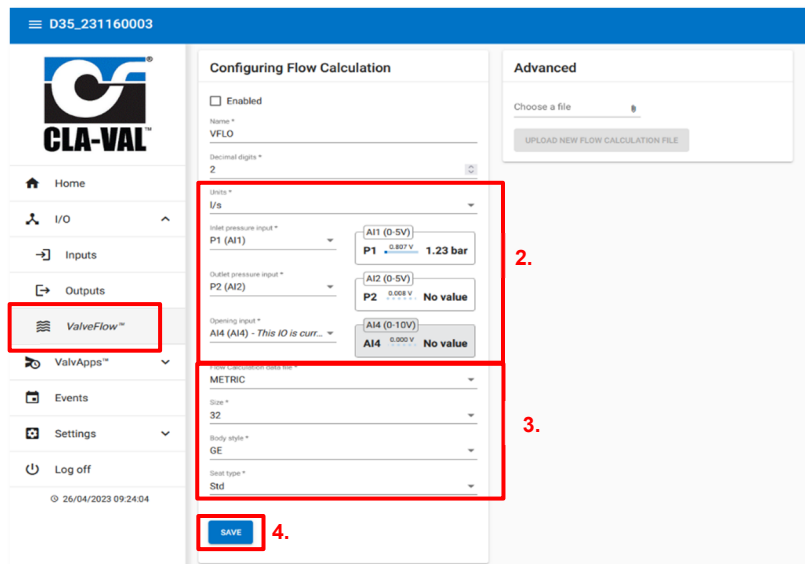 D35_231160003
CLA-VAL™
Home
I/O
Inputs
Outputs
ValveFlow™
ValvApps™
Events
Settings
Log off
26/04/2023 09:24:04
Configuring Flow Calculation
Enabled
Name *
VFLO
Decimal digits *
2
Units *
l/s
Inlet pressure input *
P1 (AI1)
AI1 (0-5V)
P1 0.807 V 1.23 bar
Outlet pressure input *
P2 (AI2)
AI2 (0-5V)
P2 0.008 V No value
Opening input *
AI4 (AI4) - This IO is curr...
AI4 (0-10V)
AI4 0.000 V No value
2.
Flow Calculation data file *
METRIC
Size *
32
Body style *
GE
Seat type *
Std
3.
SAVE
4.
Advanced
Choose a file
UPLOAD NEW FLOW CALCULATION FILE